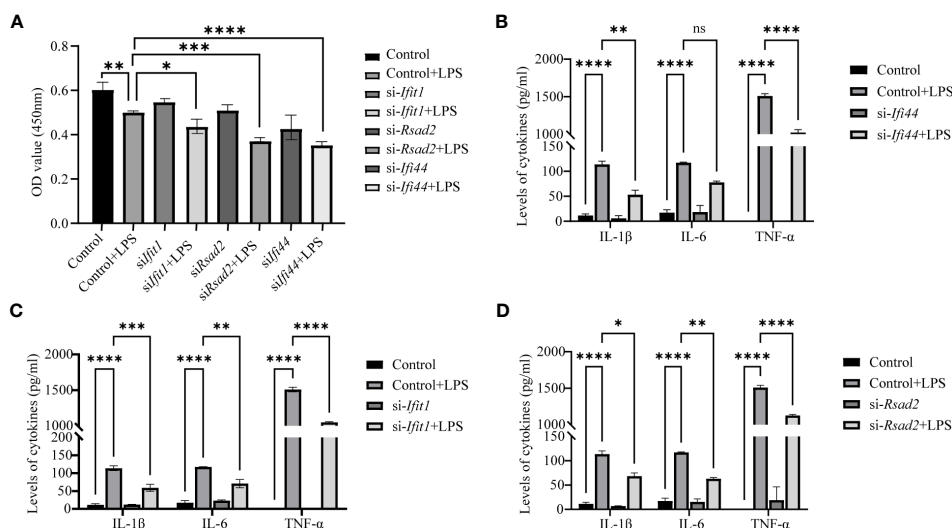 A
****
***
*
**
OD value (450nm)
0.8
0.6
0.4
0.2
0.0
Control
Control+LPS
siIfit1
siIfit1+LPS
siRsad2
siRsad2+LPS
siIfi44
siIfi44+LPS
Control
Control+LPS
si-Ifit1
si-Ifit1+LPS
si-Rsad2
si-Rsad2+LPS
si-Ifi44
si-Ifi44+LPS
B
** ns ****
**** **** ****
Levels of cytokines (pg/ml)
2000
1500
1000
150
100
50
0
IL-1β IL-6 TNF-α
Control
Control+LPS
si-Ifi44
si-Ifi44+LPS
C
*** ** ****
**** **** ****
Levels of cytokines (pg/ml)
2000
1500
1000
200
150
100
50
0
IL-1β IL-6 TNF-α
Control
Control+LPS
si-Ifit1
si-Ifit1+LPS
D
* ** ****
**** **** ****
Levels of cytokines (pg/ml)
2000
1500
1000
200
150
100
50
0
IL-1β IL-6 TNF-α
Control
Control+LPS
si-Rsad2
si-Rsad2+LPS